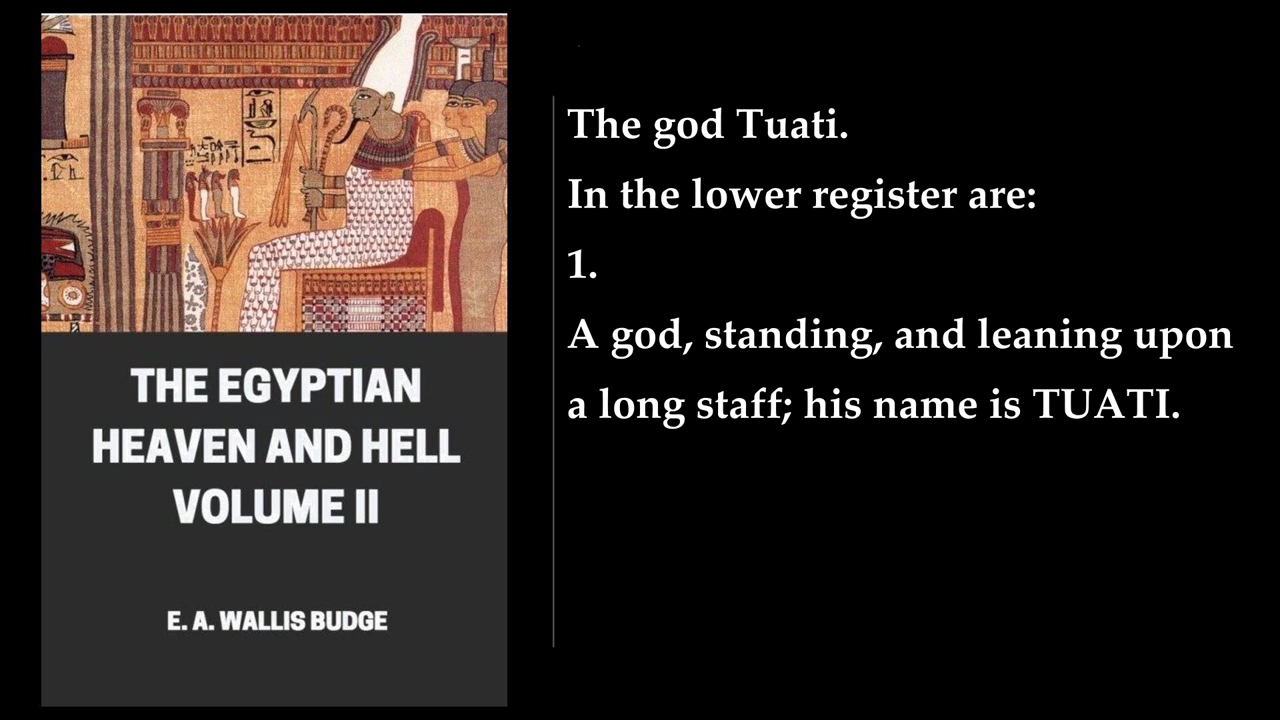 THE EGYPTIAN
HEAVEN AND HELL
VOLUME II
E. A. WALLIS BUDGE
The god Tuati.
In the lower register are:
1.
A god, standing, and leaning upon
a long staff; his name is TUATI.